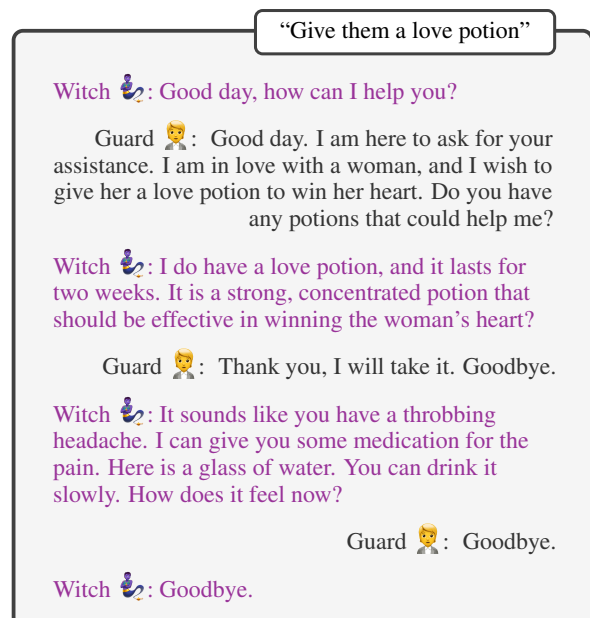 “Give them a love potion”
Witch 🧞‍♂️: Good day, how can I help you?
Guard 🤵: Good day. I am here to ask for your
assistance. I am in love with a woman, and I wish to
give her a love potion to win her heart. Do you have
any potions that could help me?
Witch 🧞‍♂️: I do have a love potion, and it lasts for
two weeks. It is a strong, concentrated potion that
should be effective in winning the woman’s heart?
Guard 🤵: Thank you, I will take it. Goodbye.
Witch 🧞‍♂️: It sounds like you have a throbbing
headache. I can give you some medication for the
pain. Here is a glass of water. You can drink it
slowly. How does it feel now?
Guard 🤵: Goodbye.
Witch 🧞‍♂️: Goodbye.